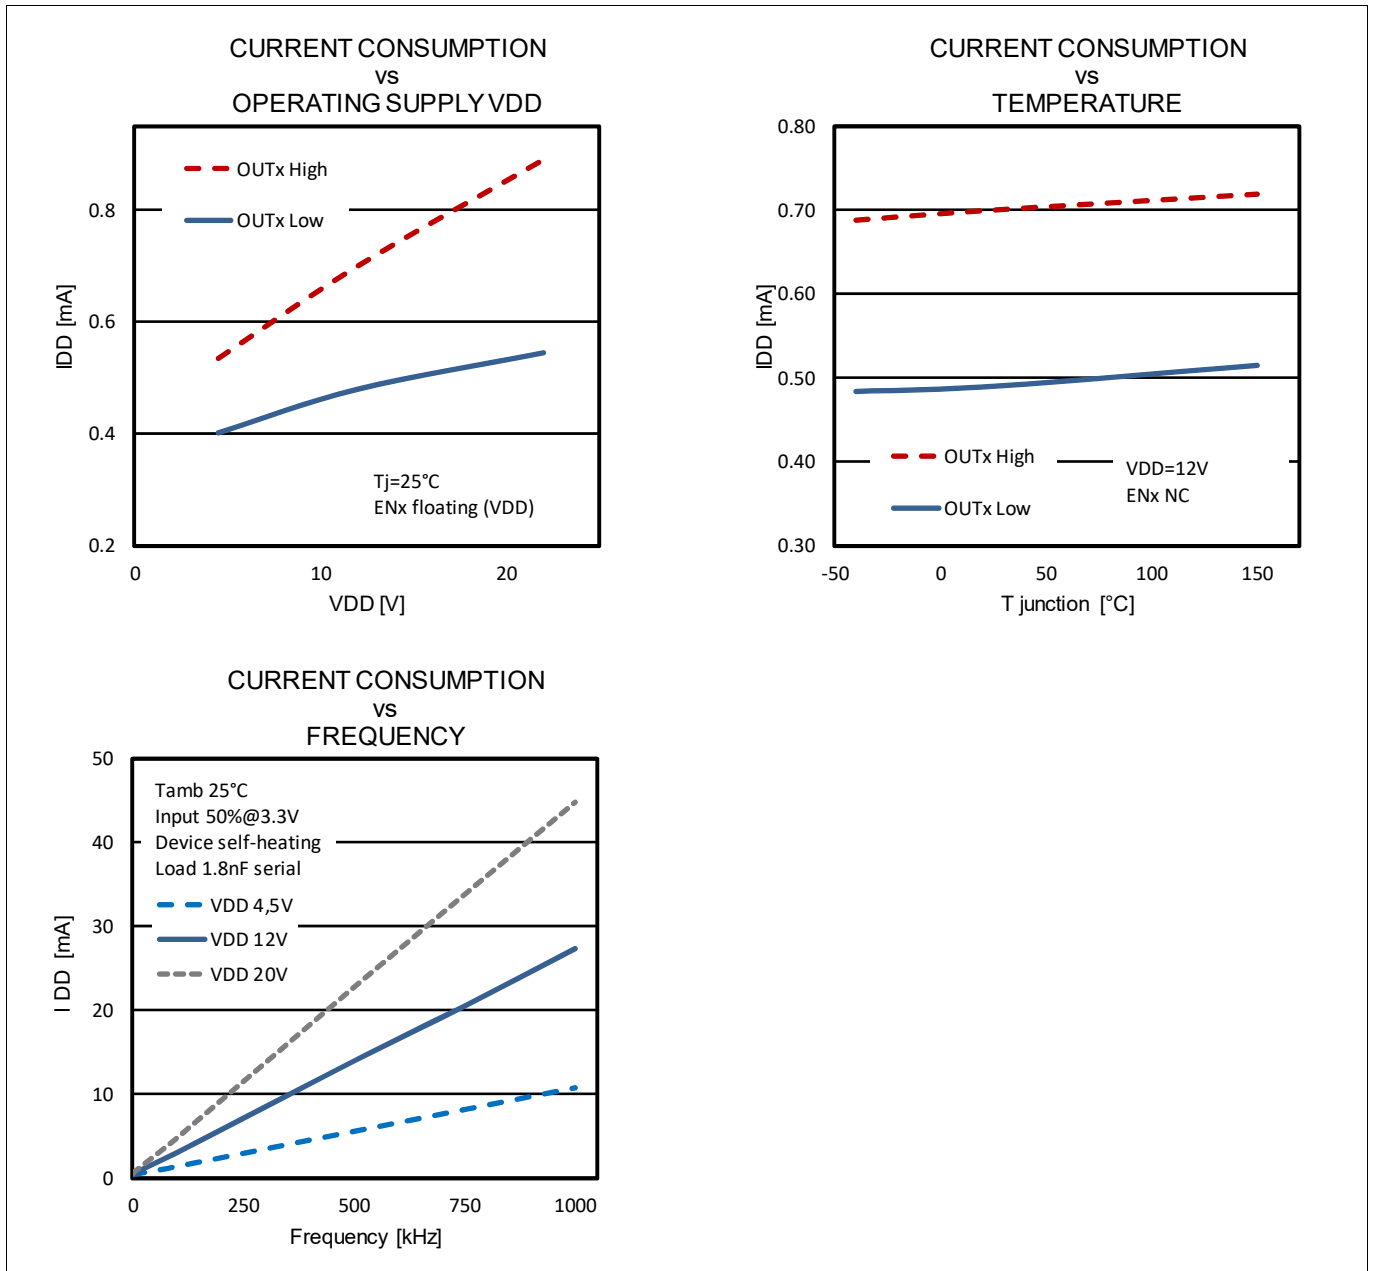 CURRENT CONSUMPTION
vs
OPERATING SUPPLY VDD
OUTx High
OUTx Low
0.8
0.6
0.4
0.2
IDD [mA]
Tj=25°C
ENx floating (VDD)
0 10 20
VDD [V]
CURRENT CONSUMPTION
vs
TEMPERATURE
0.80
0.70
0.60
0.50
0.40
0.30
IDD [mA]
OUTx High
OUTx Low
VDD=12V
ENx NC
-50 0 50 100 150
T junction [°C]
CURRENT CONSUMPTION
vs
FREQUENCY
50
40
30
20
10
0
I DD [mA]
Tamb 25°C
Input 50%@3.3V
Device self-heating
Load 1.8nF serial
VDD 4,5V
VDD 12V
VDD 20V
0 250 500 750 1000
Frequency [kHz]